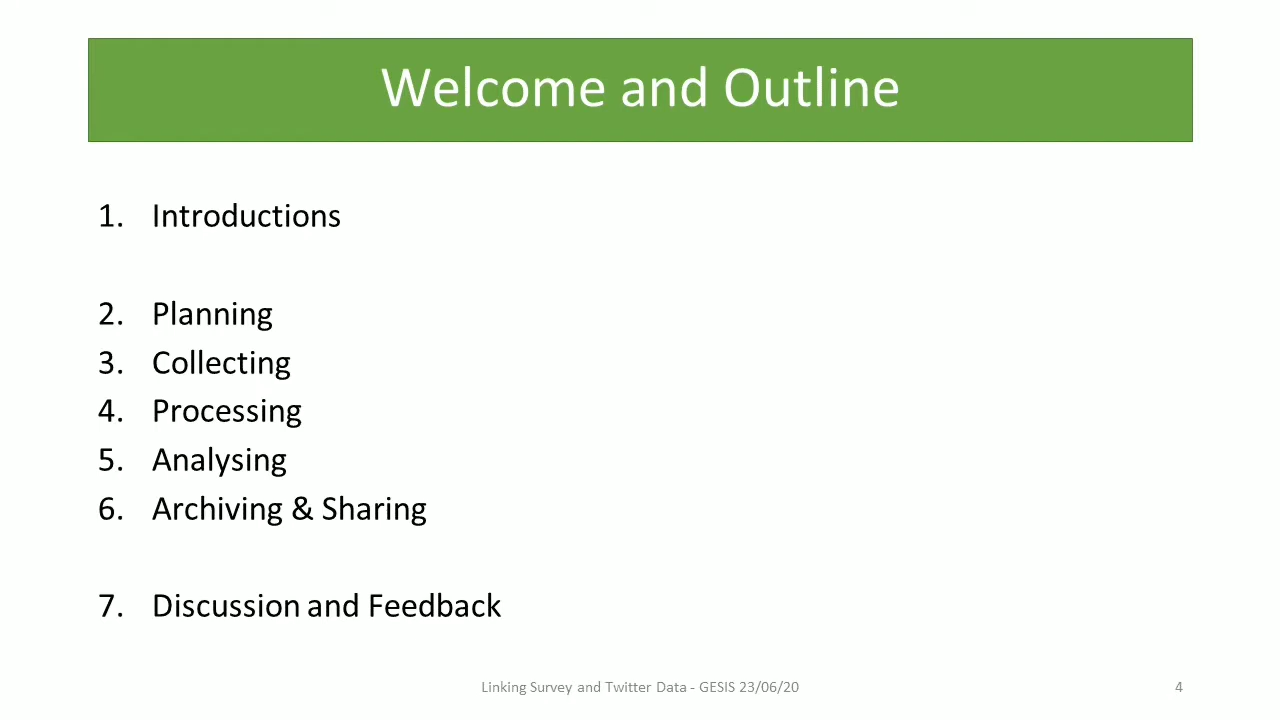 Welcome and Outline
1. Introductions
2. Planning
3. Collecting
4. Processing
5. Analysing
6. Archiving & Sharing
7. Discussion and Feedback
Linking Survey and Twitter Data - GESIS 23/06/20
4